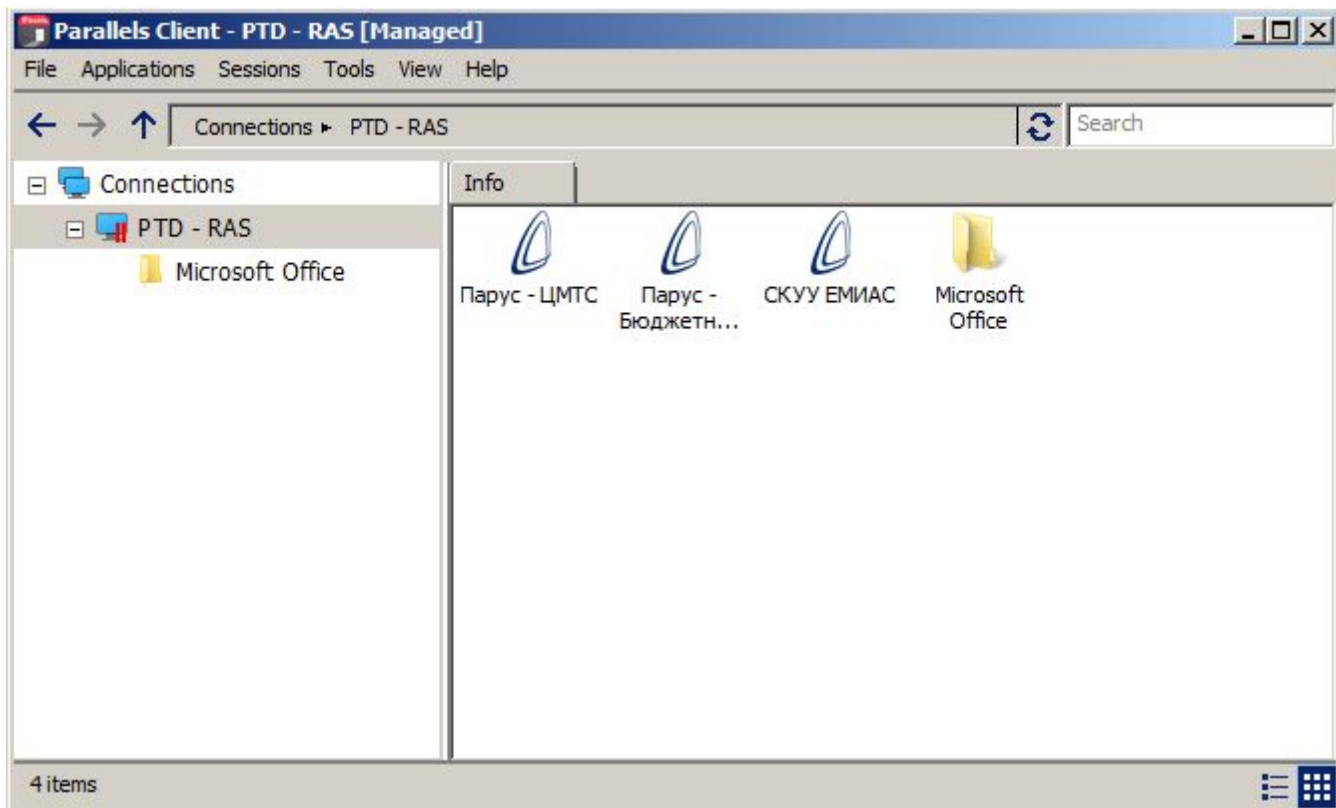 Parallels Client - PTD - RAS [Managed]
File Applications Sessions Tools View Help
Connections PTD - RAS
Search
Connections
PTD - RAS
Microsoft Office
Info
Парус - ЦМТС
Парус -
Бюджетн...
СКУУ ЕМИАС
Microsoft
Office
4 items